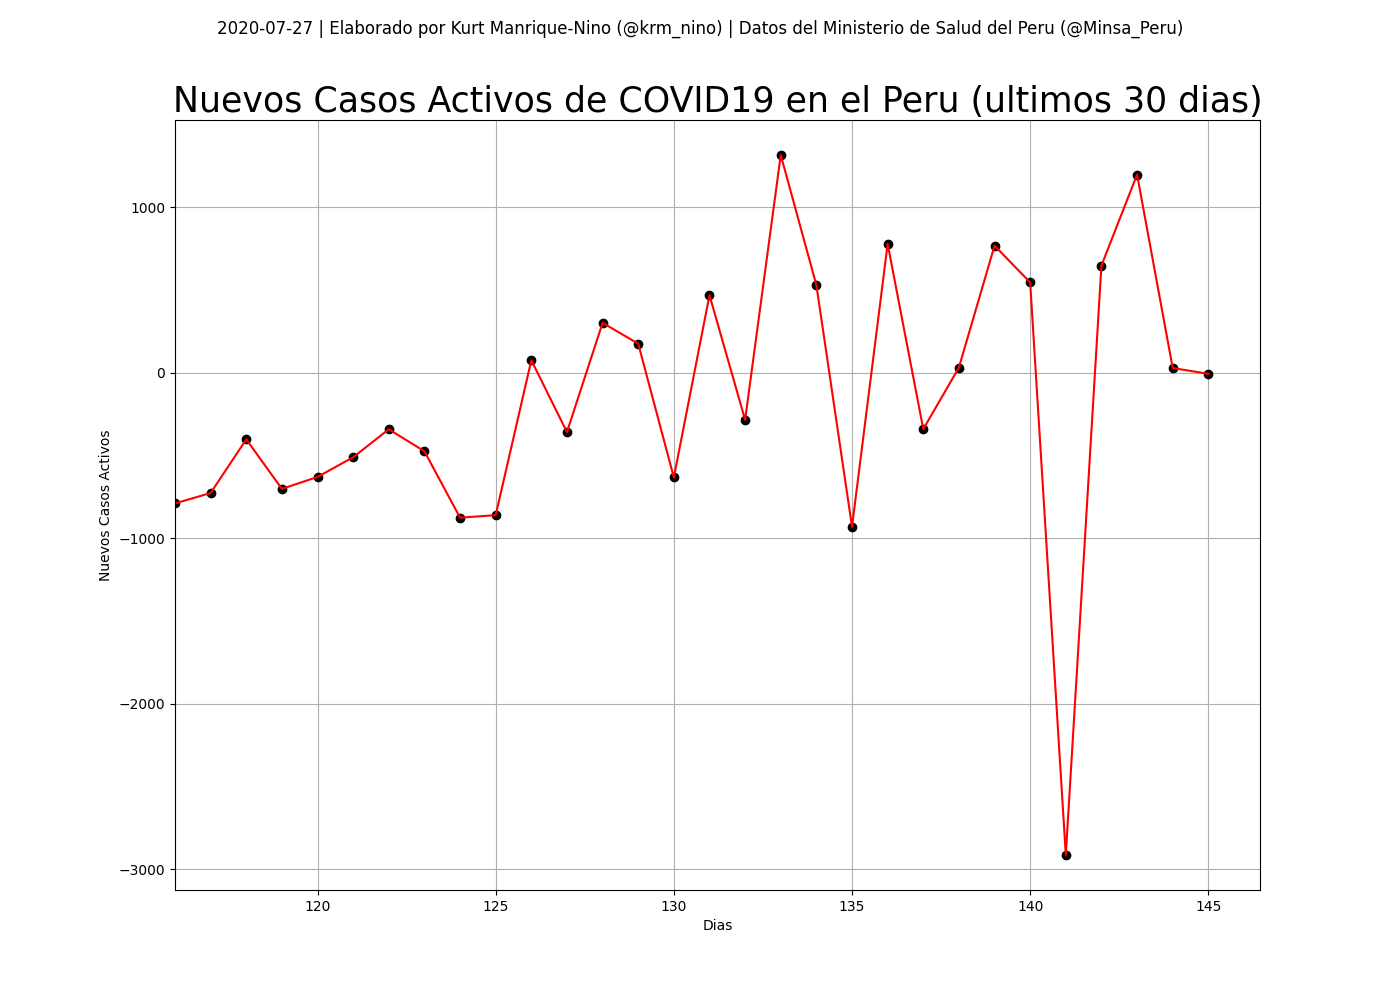 2020-07-27 | Elaborado por Kurt Manrique-Nino (@krm_nino) | Datos del Ministerio de Salud del Peru (@Minsa_Peru)
Nuevos Casos Activos de COVID19 en el Peru (ultimos 30 dias)
1000
0
−1000
−2000
−3000
Nuevos Casos Activos
120 125 130 135 140 145
Dias